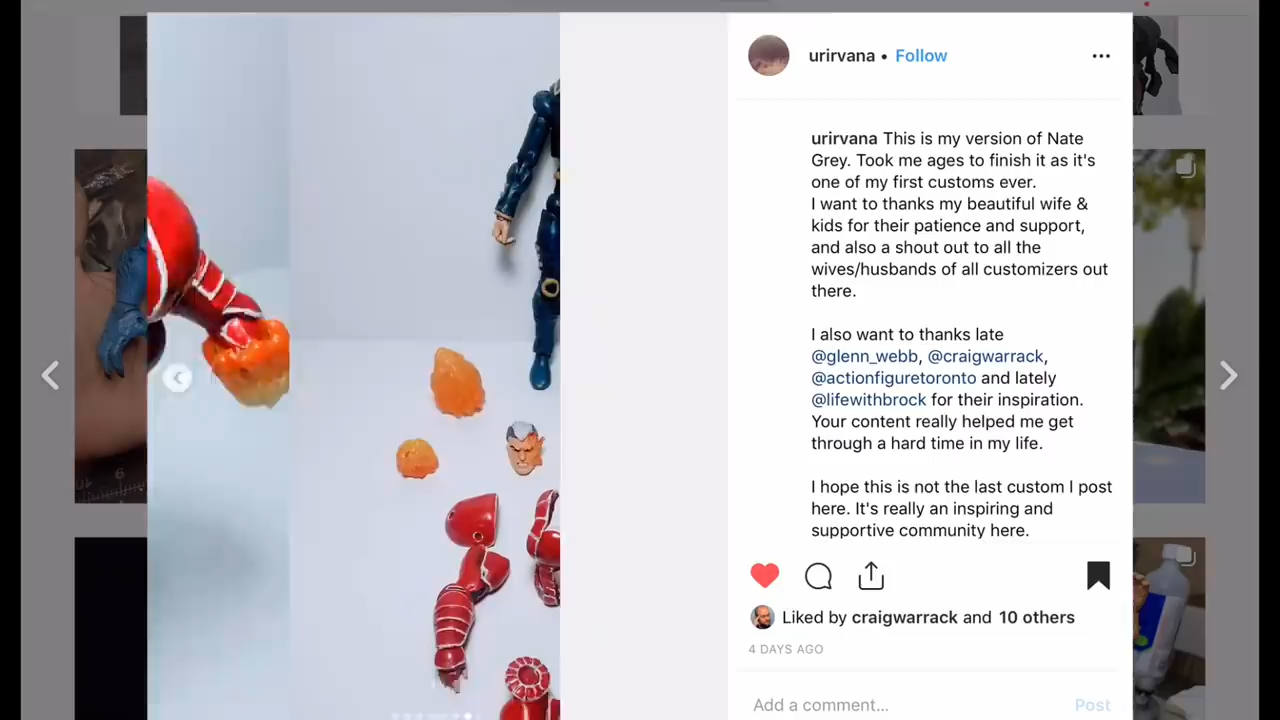 urirvana • Follow
urirvana This is my version of Nate
Grey. Took me ages to finish it as it's
one of my first customs ever.
I want to thanks my beautiful wife &
kids for their patience and support,
and also a shout out to all the
wives/husbands of all customizers out
there.
I also want to thanks late
@glenn_webb, @craigwarrack,
@actionfiguretoronto and lately
@lifewithbrock for their inspiration.
Your content really helped me get
through a hard time in my life.
I hope this is not the last custom I post
here. It's really an inspiring and
supportive community here.
Liked by craigwarrack and 10 others
4 DAYS AGO
Add a comment...
Post
6